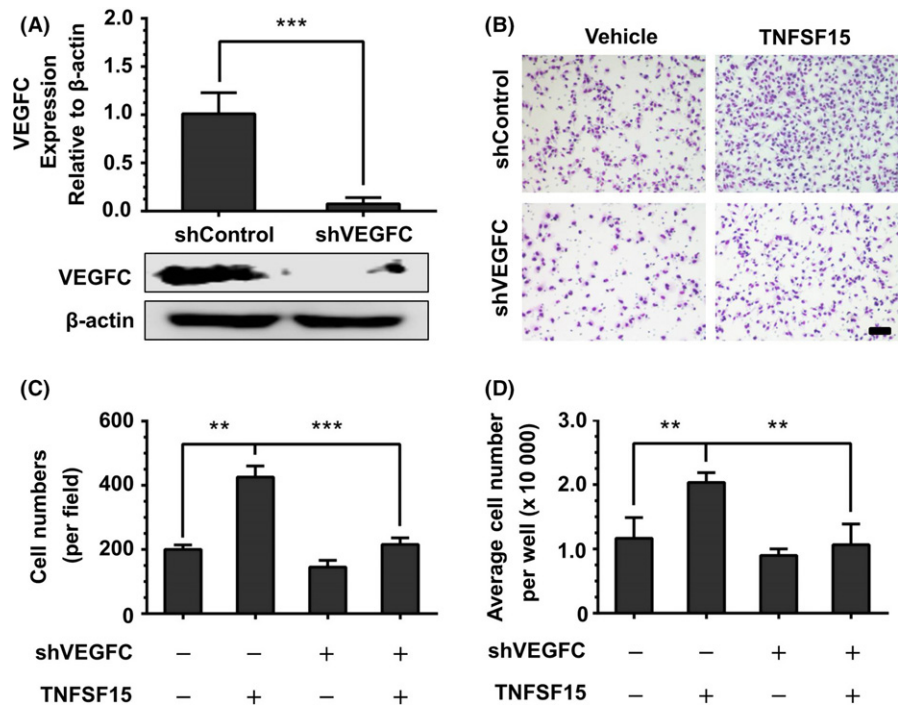 (A)
VEGFC
Expression
Relative to β-actin
2.0
1.5
1.0
0.5
0.0
***
shControl
shVEGFC
VEGFC
β-actin
(B)
Vehicle
TNFSF15
shControl
shVEGFC
(C)
Cell numbers
(per field)
600
400
200
0
**
***
shVEGFC − − + +
TNFSF15 − + − +
(D)
Average cell number
per well (x 10 000)
3.0
2.0
1.0
0
**
**
shVEGFC − − + +
TNFSF15 − + − +